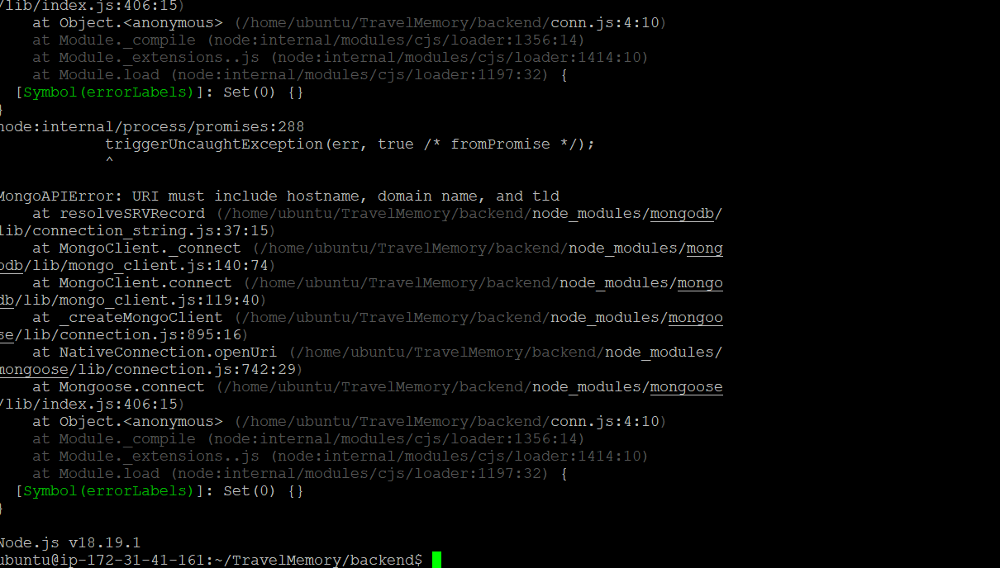 /lib/index.js:406:15)
    at Object.<anonymous> (/home/ubuntu/TravelMemory/backend/conn.js:4:10)
    at Module._compile (node:internal/modules/cjs/loader:1356:14)
    at Module._extensions..js (node:internal/modules/cjs/loader:1414:10)
    at Module.load (node:internal/modules/cjs/loader:1197:32) {
  [Symbol(errorLabels)]: Set(0) {}
}
node:internal/process/promises:288
            triggerUncaughtException(err, true /* fromPromise */);
            ^
MongoAPIError: URI must include hostname, domain name, and tld
    at resolveSRVRecord (/home/ubuntu/TravelMemory/backend/node_modules/mongodb/
lib/connection_string.js:37:15)
    at MongoClient._connect (/home/ubuntu/TravelMemory/backend/node_modules/mong
odb/lib/mongo_client.js:140:74)
    at MongoClient.connect (/home/ubuntu/TravelMemory/backend/node_modules/mongo
db/lib/mongo_client.js:119:40)
    at _createMongoClient (/home/ubuntu/TravelMemory/backend/node_modules/mongoo
se/lib/connection.js:895:16)
    at NativeConnection.openUri (/home/ubuntu/TravelMemory/backend/node_modules/
mongoose/lib/connection.js:742:29)
    at Mongoose.connect (/home/ubuntu/TravelMemory/backend/node_modules/mongoose
/lib/index.js:406:15)
    at Object.<anonymous> (/home/ubuntu/TravelMemory/backend/conn.js:4:10)
    at Module._compile (node:internal/modules/cjs/loader:1356:14)
    at Module._extensions..js (node:internal/modules/cjs/loader:1414:10)
    at Module.load (node:internal/modules/cjs/loader:1197:32) {
  [Symbol(errorLabels)]: Set(0) {}
}
Node.js v18.19.1
ubuntu@ip-172-31-41-161:~/TravelMemory/backend$